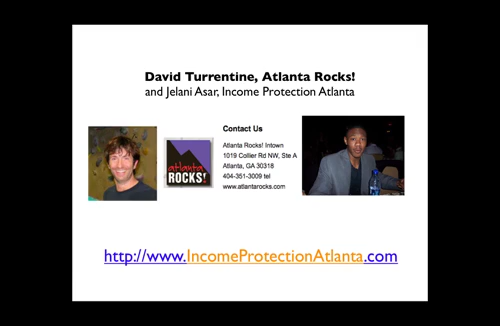 David Turrentine, Atlanta Rocks!
and Jelani Asar, Income Protection Atlanta
atlanta
ROCKS!
Contact Us
Atlanta Rocks! Intown
1019 Collier Rd NW, Ste A
Atlanta, GA 30318
404-351-3009 tel
www.atlantarocks.com
http://www.IncomeProtectionAtlanta.com